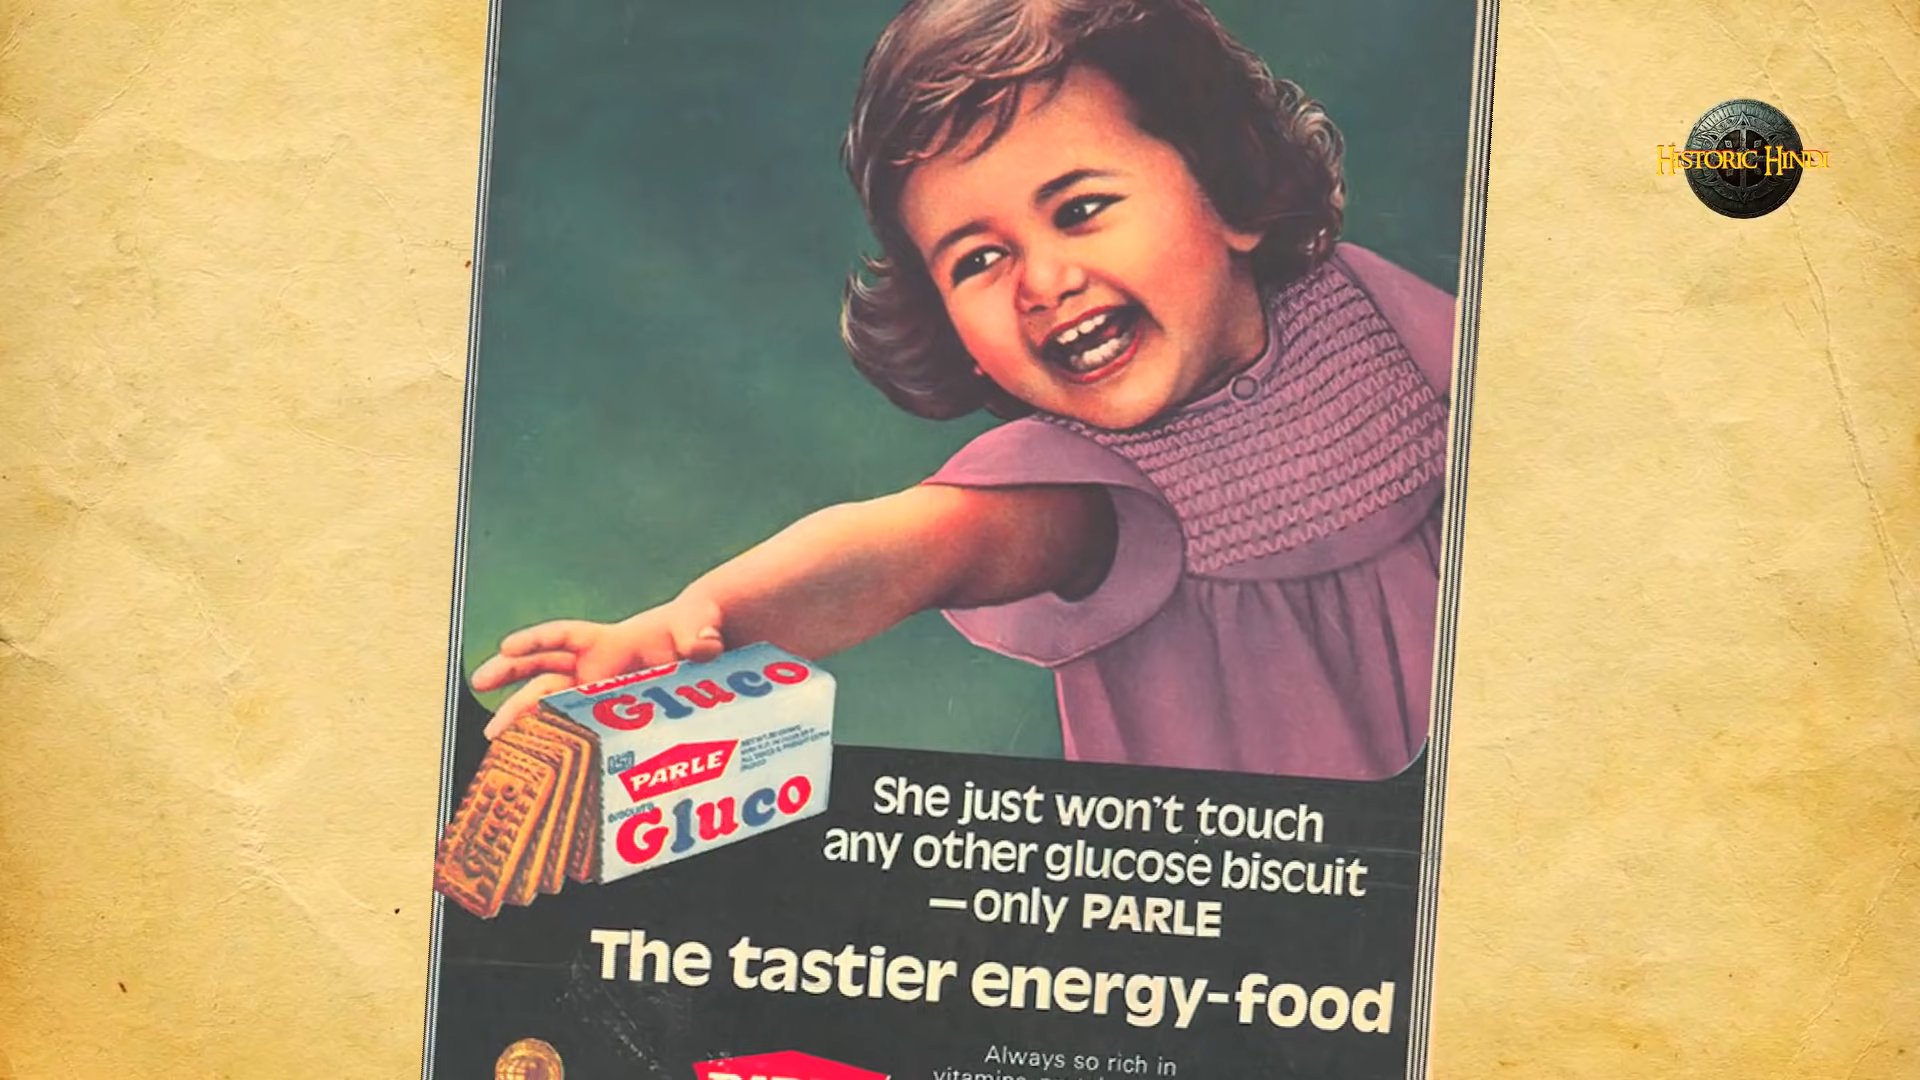 HISTORIC HINDI
Gluco
PARLE
Gluco
She just won't touch
any other glucose biscuit
—only PARLE
The tastier energy-food
Always so rich in